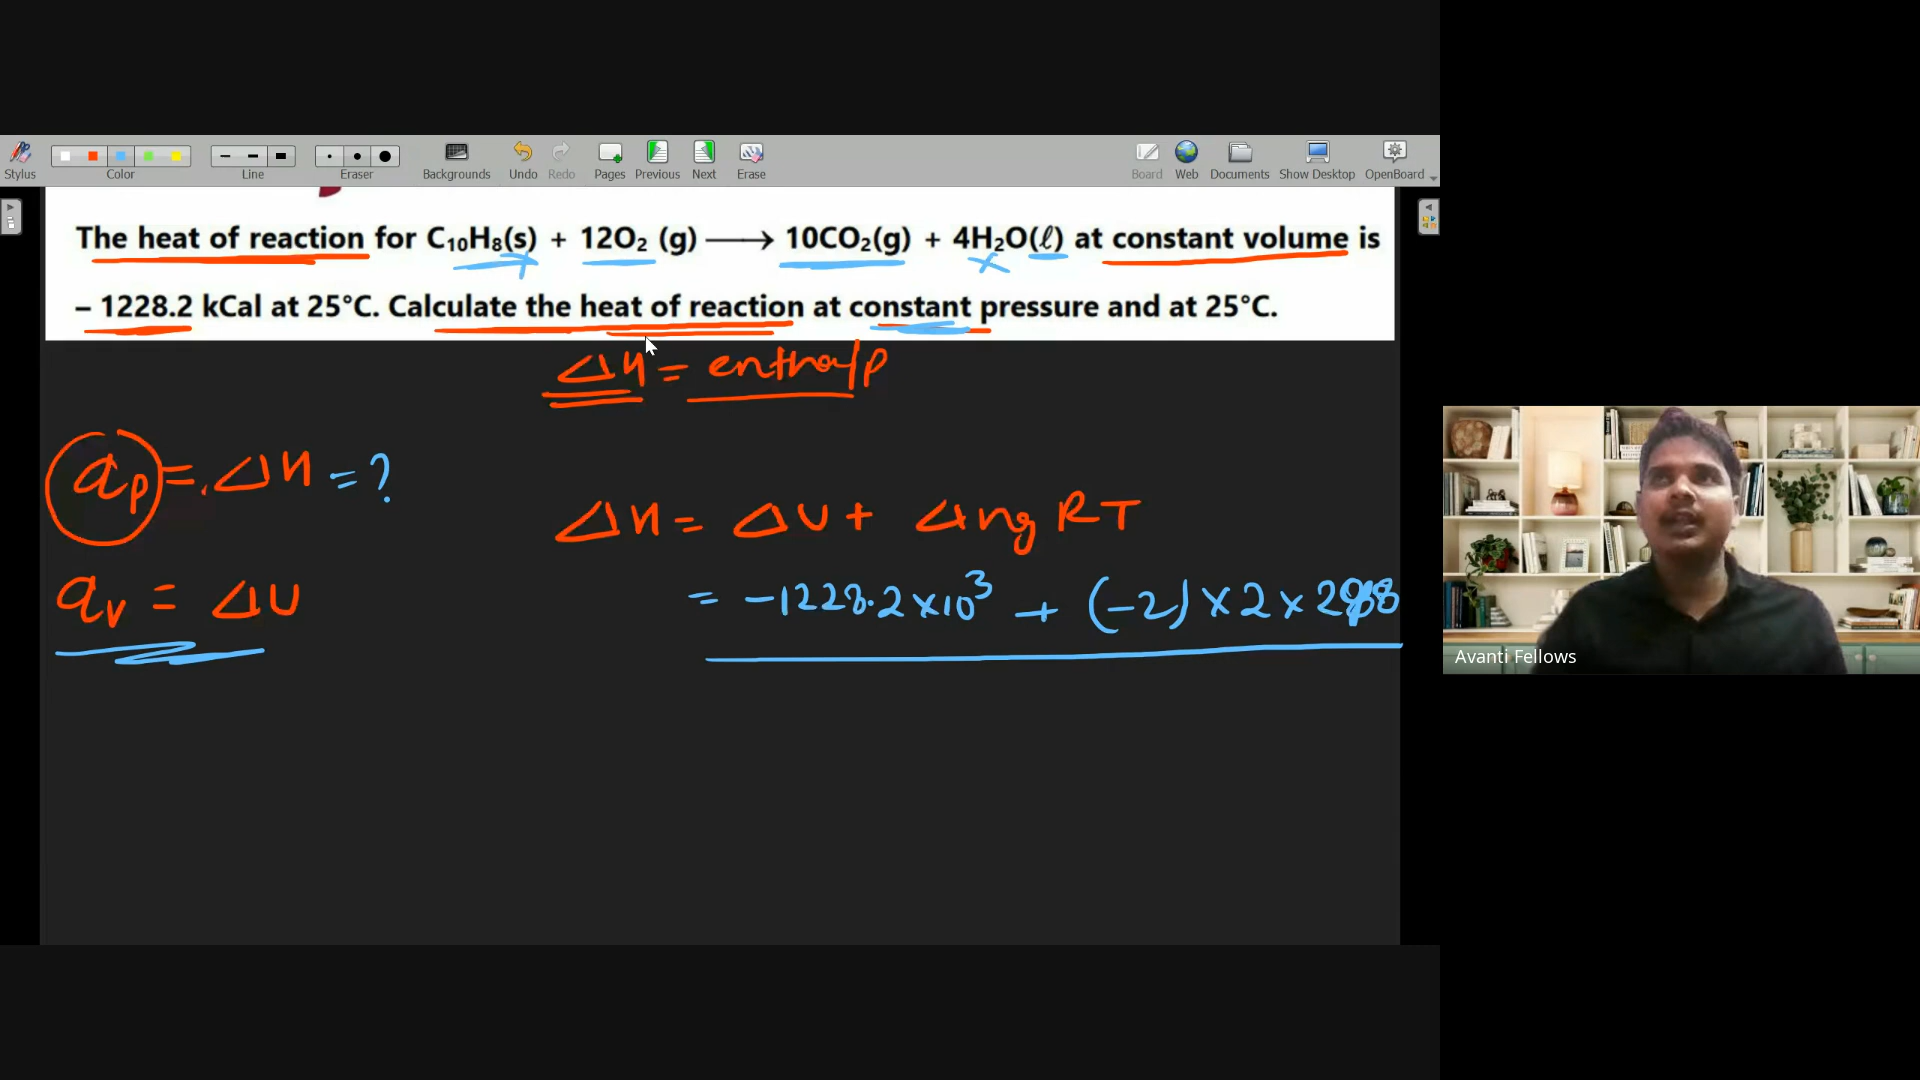 Stylus
Color
Line
Eraser
Backgrounds
Undo
Redo
Pages
Previous
Next
Erase
Board
Web
Documents
Show Desktop
OpenBoard
The heat of reaction for C₁₀H₈(s) + 12O₂ (g) ⟶ 10CO₂(g) + 4H₂O(ℓ) at constant volume is
– 1228.2 kCal at 25°C. Calculate the heat of reaction at constant pressure and at 25°C.
ΔH = enthalp
qp = ΔH = ?
ΔH = ΔU + Δng RT
qv = ΔU
= -1228.2×10³ + (-2) × 2 × 298
Avanti Fellows